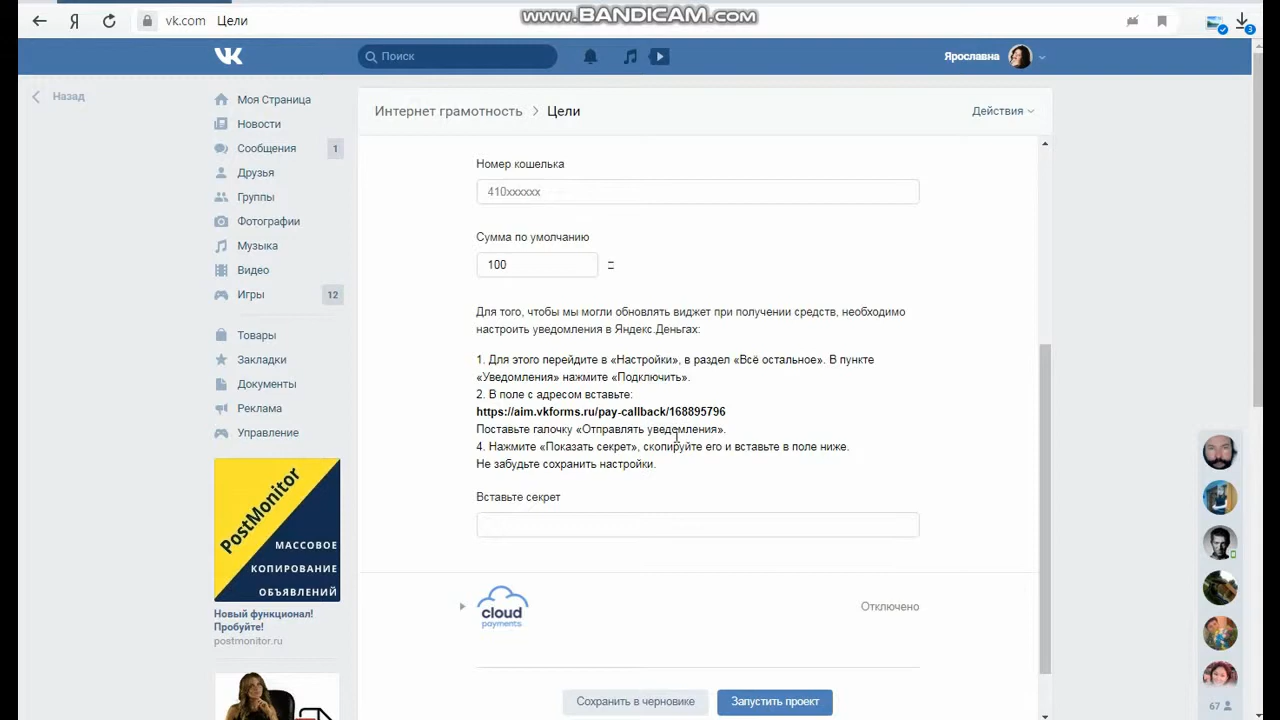 www.BANDICAM.com
Я
vk.com Цели
3
Поиск
Ярославна
Назад
Моя Страница
Новости
Сообщения 1
Друзья
Группы
Фотографии
Музыка
Видео
Игры 12
Товары
Закладки
Документы
Реклама
Управление
PostMonitor
МАССОВОЕ
КОПИРОВАНИЕ
ОБЪЯВЛЕНИЙ
Новый функционал!
Пробуйте!
postmonitor.ru
Интернет грамотность > Цели
Действия
Номер кошелька
410xxxxxx
Сумма по умолчанию
100
Для того, чтобы мы могли обновлять виджет при получении средств, необходимо
настроить уведомления в Яндекс.Деньгах:
1. Для этого перейдите в «Настройки», в раздел «Всё остальное». В пункте
«Уведомления» нажмите «Подключить».
2. В поле с адресом вставьте:
https://aim.vkforms.ru/pay-callback/168895796
Поставьте галочку «Отправлять уведомления».
4. Нажмите «Показать секрет», скопируйте его и вставьте в поле ниже.
Не забудьте сохранить настройки.
Вставьте секрет
cloud
payments
Отключено
Сохранить в черновике
Запустить проект
67